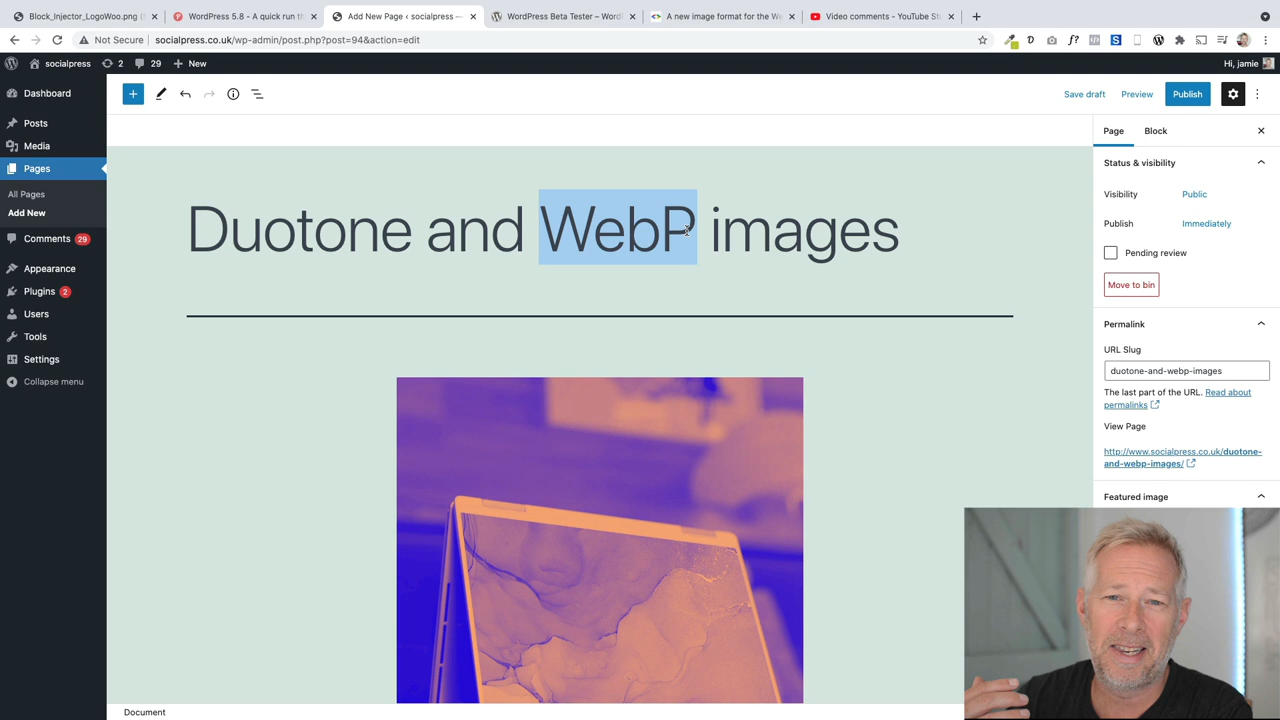 Block_Injector_LogoWoo.png (
WordPress 5.8 - A quick run th
Add New Page ‹ socialpress —
WordPress Beta Tester – Word
A new image format for the We
Video comments - YouTube St
Not Secure
socialpress.co.uk/wp-admin/post.php?post=94&action=edit
socialpress
2
29
New
Hi, jamie
Dashboard
Posts
Media
Pages
All Pages
Add New
Comments 29
Appearance
Plugins 2
Users
Tools
Settings
Collapse menu
Save draft
Preview
Publish
Duotone and WebP images
Page
Block
Status & visibility
Visibility
Public
Publish
Immediately
Pending review
Move to bin
Permalink
URL Slug
duotone-and-webp-images
The last part of the URL. Read about
permalinks
View Page
http://www.socialpress.co.uk/duotone-
and-webp-images/
Featured image
Document